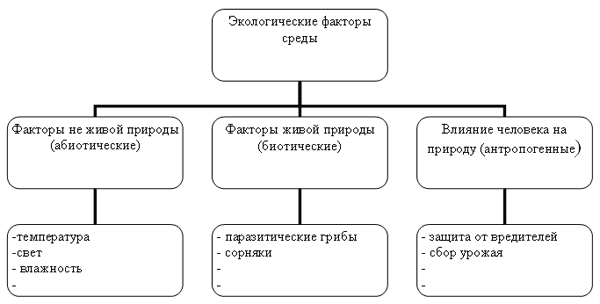 Экологические факторы
среды
Факторы не живой природы
(абиотические)
Факторы живой природы
(биотические)
Влияние человека на
природу (антропогенные)
-температура
-свет
- влажность
-
- паразитические грибы
- сорняки
-
-
- защита от вредителей
- сбор урожая
-
-